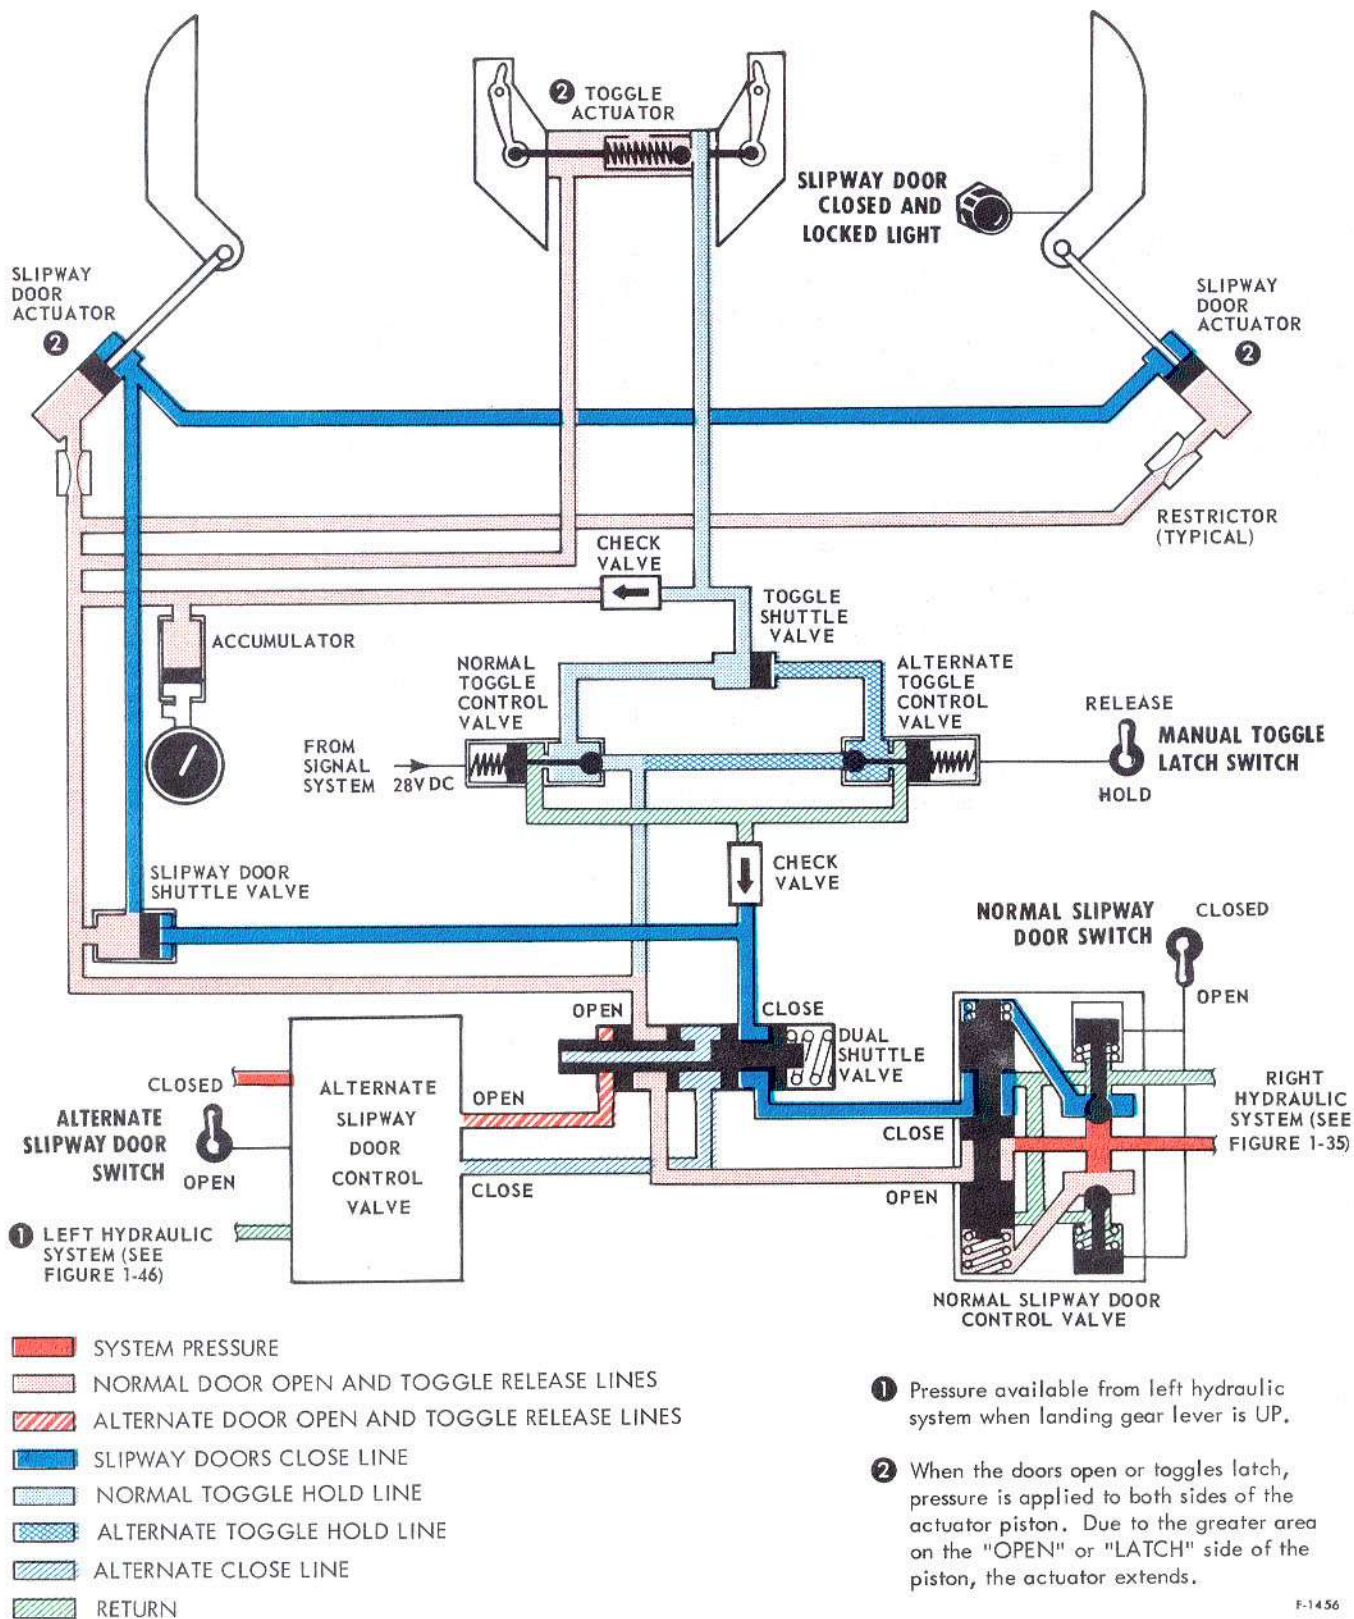 ❷ TOGGLE
ACTUATOR
SLIPWAY DOOR
CLOSED AND
LOCKED LIGHT
SLIPWAY
DOOR
ACTUATOR
❷
SLIPWAY
DOOR
ACTUATOR
❷
RESTRICTOR
(TYPICAL)
CHECK
VALVE
TOGGLE
SHUTTLE
VALVE
ACCUMULATOR
NORMAL
TOGGLE
CONTROL
VALVE
ALTERNATE
TOGGLE
CONTROL
VALVE
RELEASE
MANUAL TOGGLE
LATCH SWITCH
HOLD
FROM
SIGNAL
SYSTEM
28V DC
CHECK
VALVE
SLIPWAY DOOR
SHUTTLE VALVE
NORMAL SLIPWAY
DOOR SWITCH
CLOSED
OPEN
OPEN
CLOSE
DUAL
SHUTTLE
VALVE
CLOSED
ALTERNATE
SLIPWAY DOOR
SWITCH
OPEN
ALTERNATE
SLIPWAY
DOOR
CONTROL
VALVE
OPEN
CLOSE
CLOSE
OPEN
RIGHT
HYDRAULIC
SYSTEM (SEE
FIGURE 1-35)
❶ LEFT HYDRAULIC
SYSTEM (SEE
FIGURE 1-46)
NORMAL SLIPWAY DOOR
CONTROL VALVE
SYSTEM PRESSURE
NORMAL DOOR OPEN AND TOGGLE RELEASE LINES
ALTERNATE DOOR OPEN AND TOGGLE RELEASE LINES
SLIPWAY DOORS CLOSE LINE
NORMAL TOGGLE HOLD LINE
ALTERNATE TOGGLE HOLD LINE
ALTERNATE CLOSE LINE
RETURN
❶ Pressure available from left hydraulic
system when landing gear lever is UP.
❷ When the doors open or toggles latch,
pressure is applied to both sides of the
actuator piston. Due to the greater area
on the "OPEN" or "LATCH" side of the
piston, the actuator extends.
F-1456